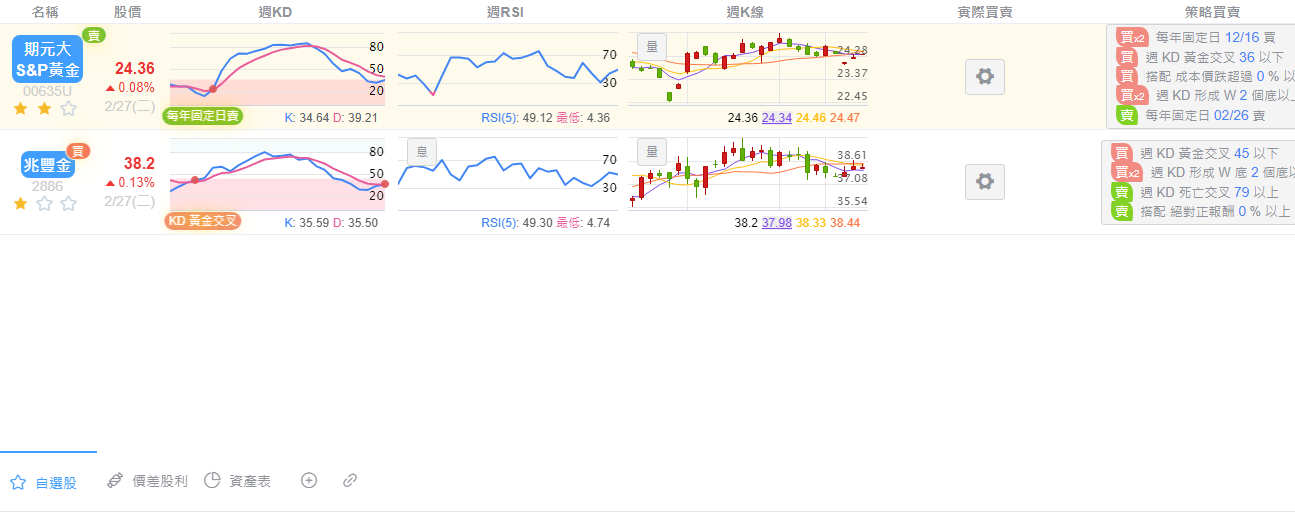 名稱 股價 週KD 週RSI 週K線 實際買賣 策略買賣
期元大
S&P黃金
賣
00635U
24.36
0.08%
2/27(二)
80
50
20
每年固定日賣
K: 34.64 D: 39.21
70
30
RSI(5): 49.12 最低: 4.36
量
24.28
23.37
22.45
24.36 24.34 24.46 24.47
買x2 每年固定日 12/16 買
買 週 KD 黃金交叉 36 以下
買 搭配 成本價跌超過 0 % 以
買x2 週 KD 形成 W 2 個底以上
賣 每年固定日 02/26 賣
兆豐金
買
2886
38.2
0.13%
2/27(二)
80
50
20
KD 黃金交叉
K: 35.59 D: 35.50
息
70
30
RSI(5): 49.30 最低: 4.74
量
38.61
37.08
35.54
38.2 37.98 38.33 38.44
買 週 KD 黃金交叉 45 以下
買x2 週 KD 形成 W 底 2 個底以
賣 週 KD 死亡交叉 79 以上
賣 搭配 絕對正報酬 0 % 以上
自選股 價差股利 資產表